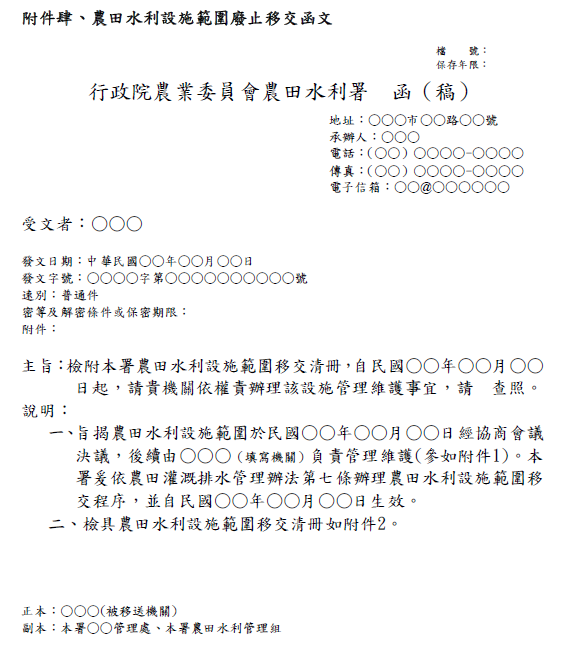 附件肆、農田水利設施範圍廢止移交函文
檔　　號：
保存年限：
行政院農業委員會農田水利署　函（稿）
地址：○○○市○○路○○號
承辦人：○○○
電話：(○○) ○○○○-○○○○
傳真：(○○) ○○○○-○○○○
電子信箱：○○@○○○○○○
受文者：○○○
發文日期：中華民國○○年○○月○○日
發文字號：○○○○字第○○○○○○○○○○號
速別：普通件
密等及解密條件或保密期限：
附件：
主旨：檢附本署農田水利設施範圍移交清冊，自民國○○年○○月○○
日起，請貴機關依權責辦理該設施管理維護事宜，請　查照。
說明：
一、旨揭農田水利設施範圍於民國○○年○○月○○日經協商會議
決議，後續由○○○（填寫機關）負責管理維護(參如附件1)。本
署爰依農田灌溉排水管理辦法第七條辦理農田水利設施範圍移
交程序，並自民國○○年○○月○○日生效。
二、檢具農田水利設施範圍移交清冊如附件2。
正本：○○○(被移送機關)
副本：本署○○管理處、本署農田水利管理組